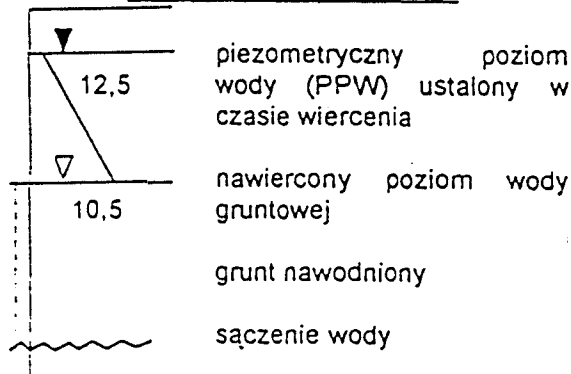 12,5
piezometryczny poziom
wody (PPW) ustalony w
czasie wiercenia
10,5
nawiercony poziom wody
gruntowej
grunt nawodniony
sączenie wody